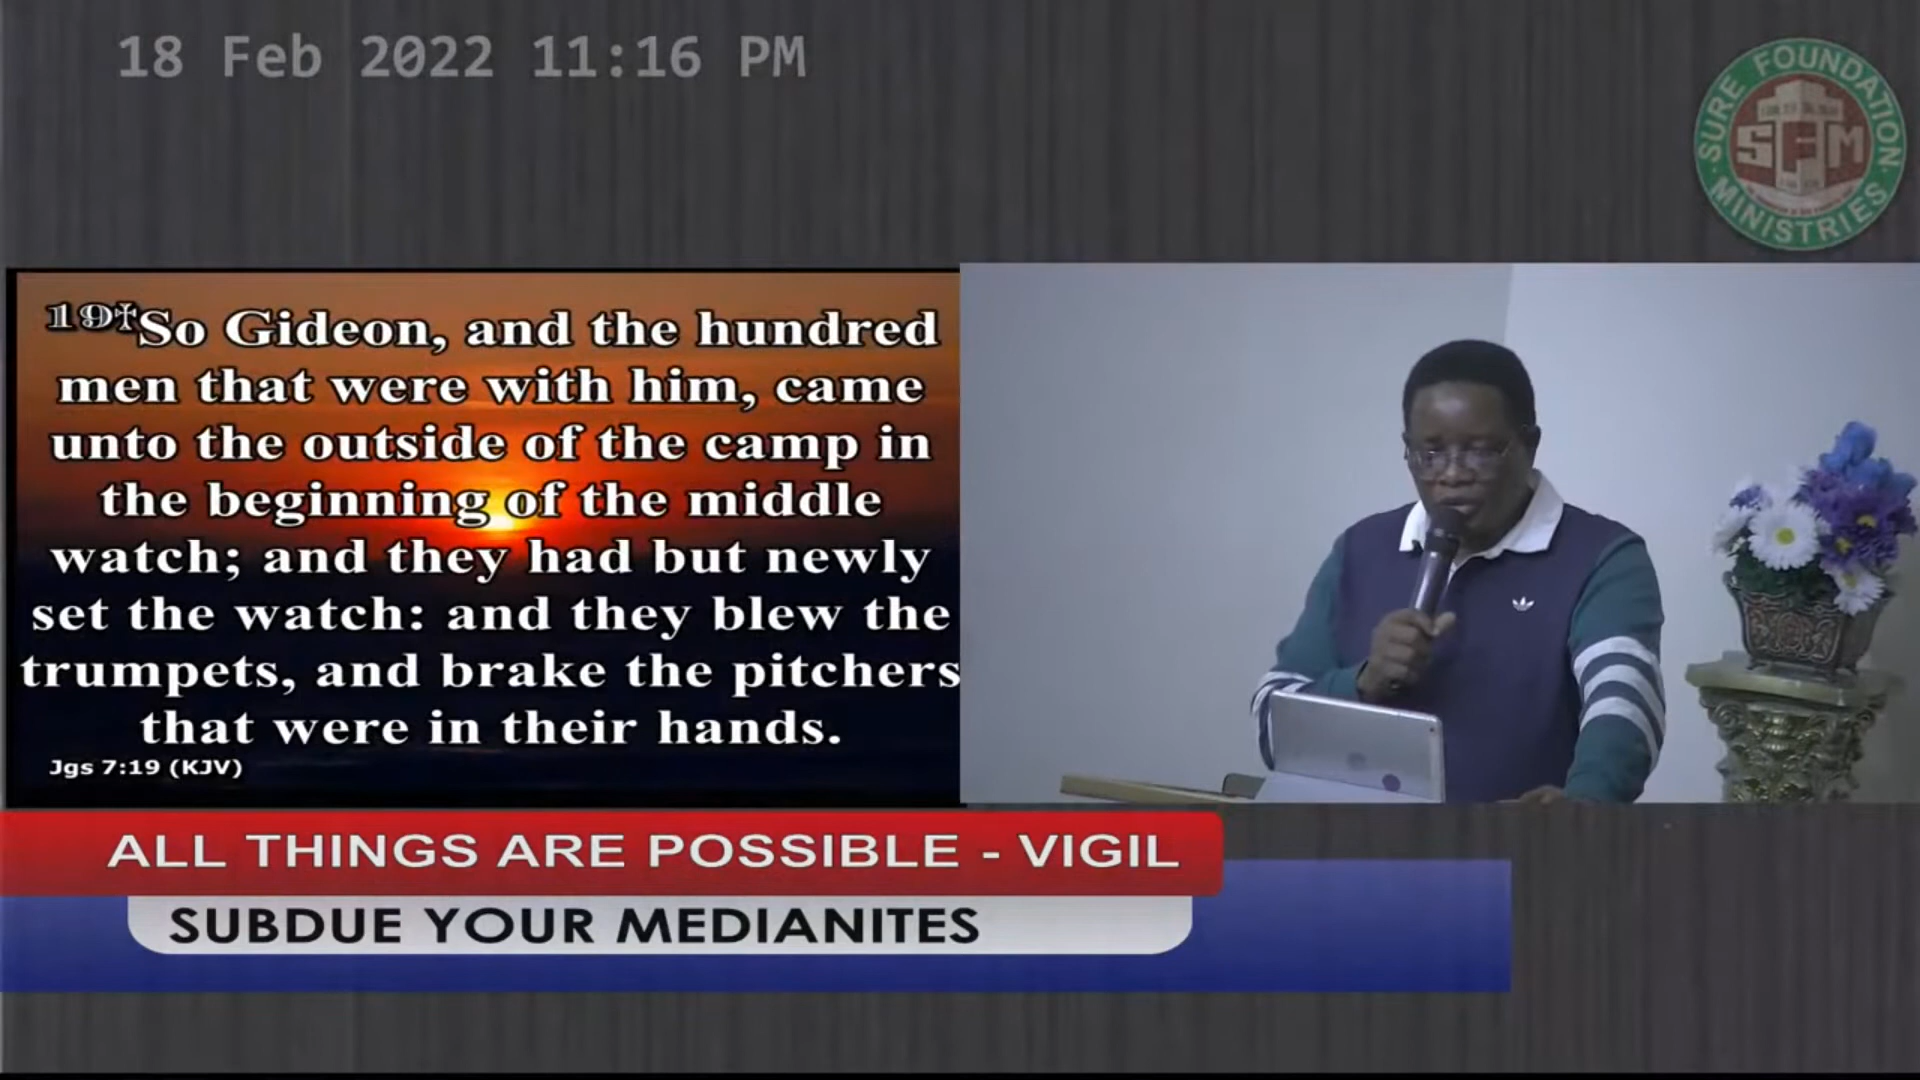 18 Feb 2022 11:16 PM
SURE FOUNDATION
SFM
MINISTRIES
19†So Gideon, and the hundred
men that were with him, came
unto the outside of the camp in
the beginning of the middle
watch; and they had but newly
set the watch: and they blew the
trumpets, and brake the pitchers
that were in their hands.
Jgs 7:19 (KJV)
ALL THINGS ARE POSSIBLE - VIGIL
SUBDUE YOUR MEDIANITES